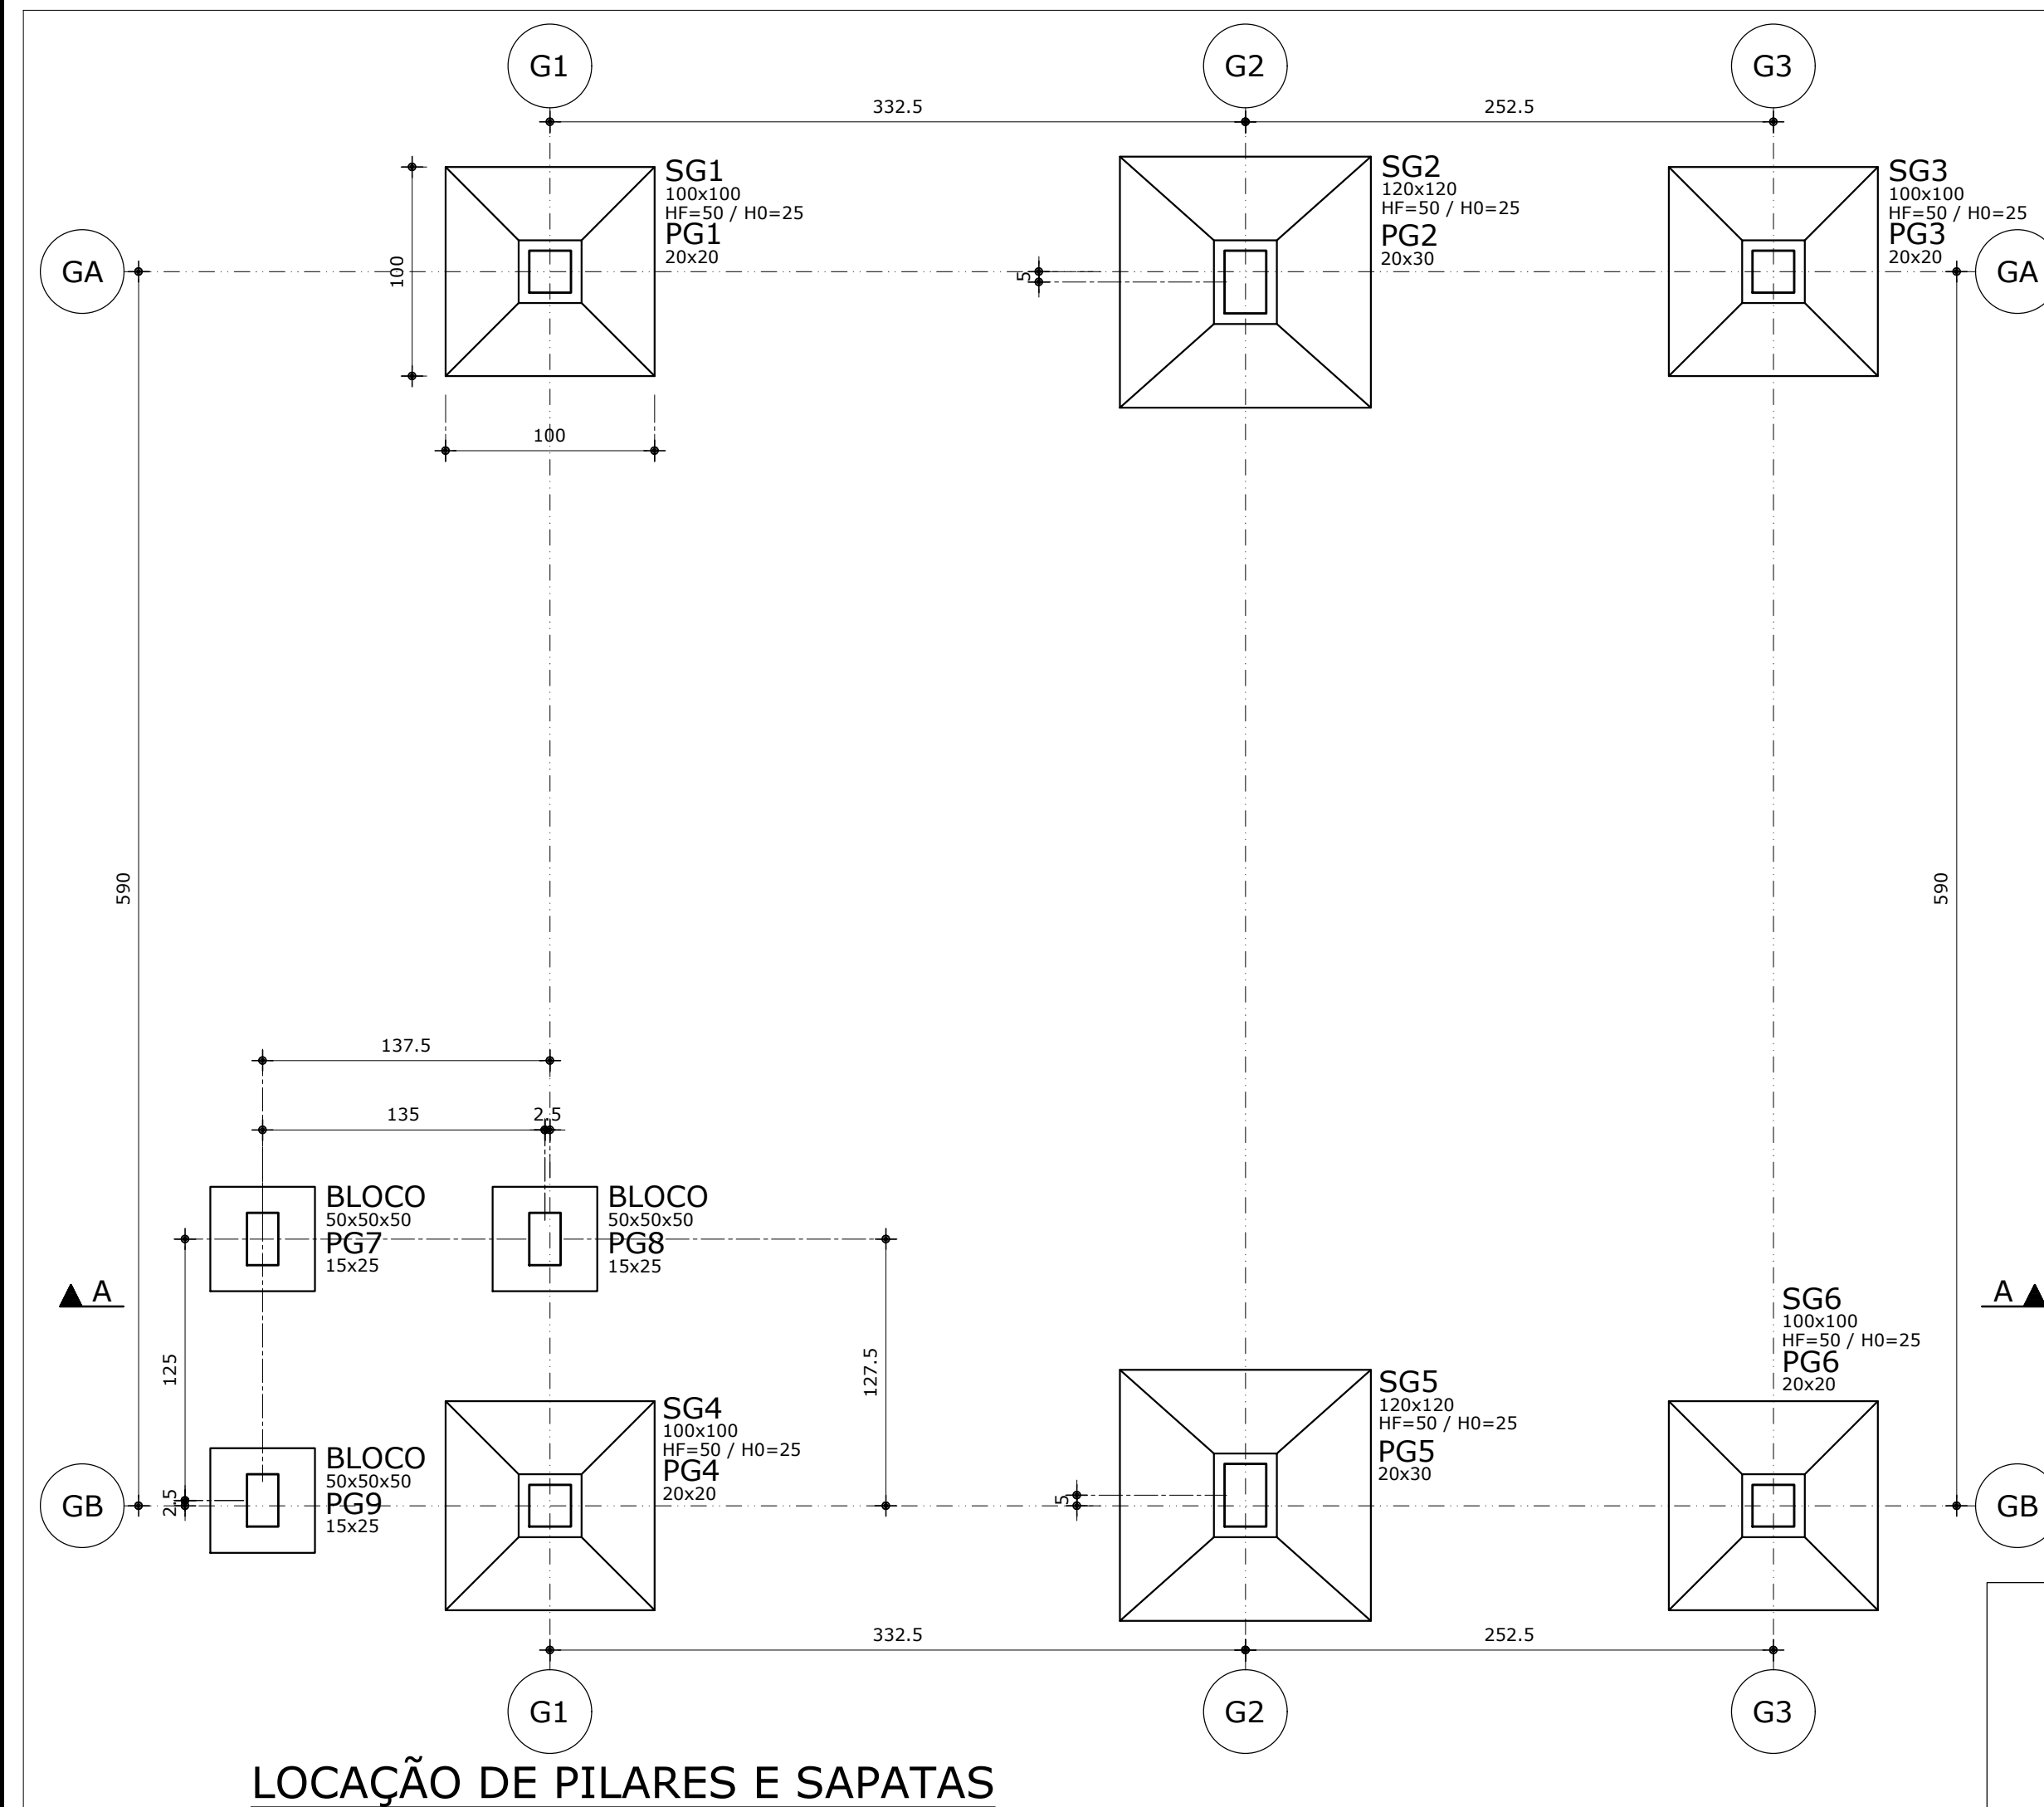 G1
G2
G3
332.5
252.5
SG1
100x100
HF=50 / H0=25
PG1
20x20
SG2
120x120
HF=50 / H0=25
PG2
20x30
SG3
100x100
HF=50 / H0=25
PG3
20x20
GA
100
5
GA
100
590
590
137.5
135
2.5
BLOCO
50x50x50
PG7
15x25
BLOCO
50x50x50
PG8
15x25
A
A
125
127.5
SG6
100x100
HF=50 / H0=25
PG6
20x20
SG4
100x100
HF=50 / H0=25
PG4
20x20
SG5
120x120
HF=50 / H0=25
PG5
20x30
BLOCO
50x50x50
PG9
15x25
GB
2.5
5
GB
332.5
252.5
G1
G2
G3
LOCAÇÃO DE PILARES E SAPATAS